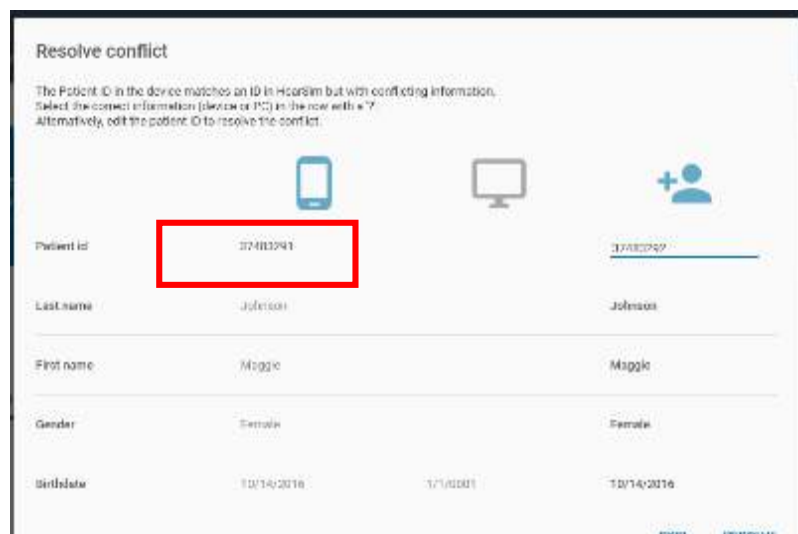 Resolve conflict
The Patient ID in the device matches an ID in HearSim but with conflicting information.
Select the correct information (device or PC) in the row with a '?'
Alternatively, edit the patient ID to resolve the conflict.
Patient id 37483291 37483292
Last name Johnson Johnson
First name Maggie Maggie
Gender Female Female
Birthdate 10/14/2016 1/1/0001 10/14/2016